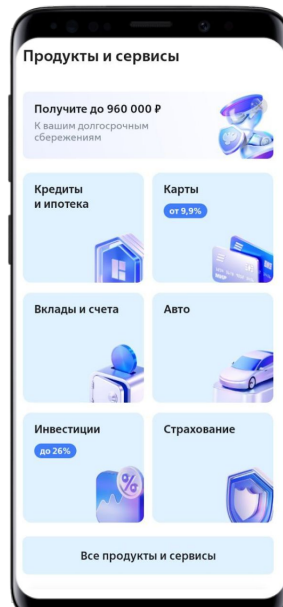 Продукты и сервисы
Получите до 960 000 ₽
К вашим долгосрочным
сбережениям
Кредиты
и ипотека
Карты
от 9,9%
Вклады и счета
Авто
Инвестиции
до 26%
Страхование
Все продукты и сервисы